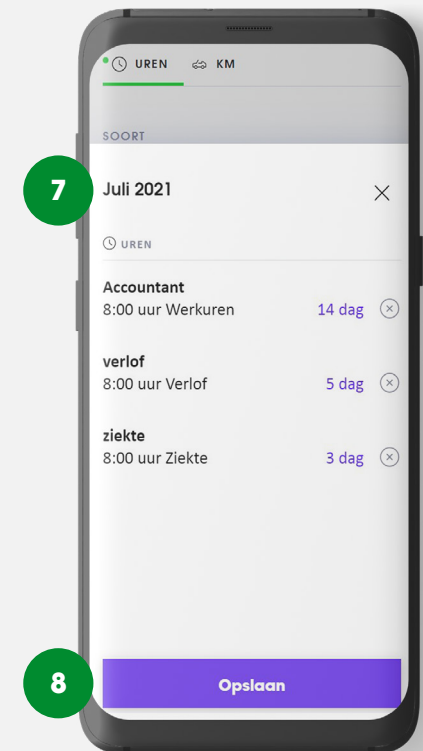 UREN KM
SOORT
7
Juli 2021
UREN
Accountant
8:00 uur Werkuren 14 dag
verlof
8:00 uur Verlof 5 dag
ziekte
8:00 uur Ziekte 3 dag
8
Opslaan